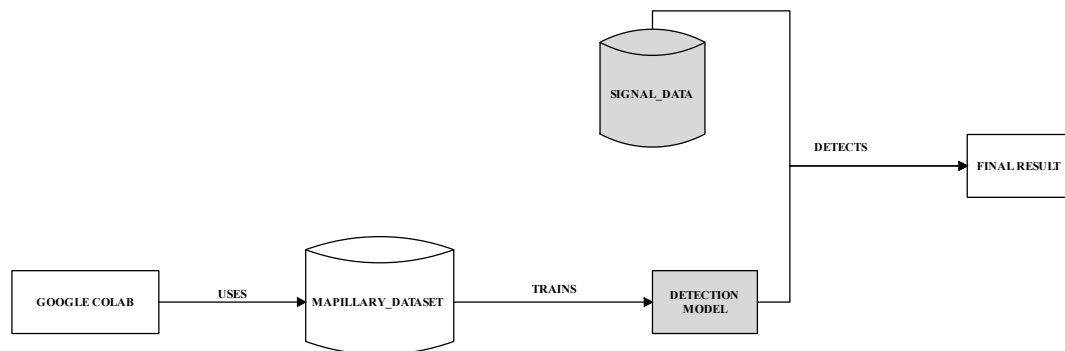 SIGNAL_DATA
DETECTS
FINAL RESULT
GOOGLE COLAB
USES
MAPILLARY_DATASET
TRAINS
DETECTION
MODEL